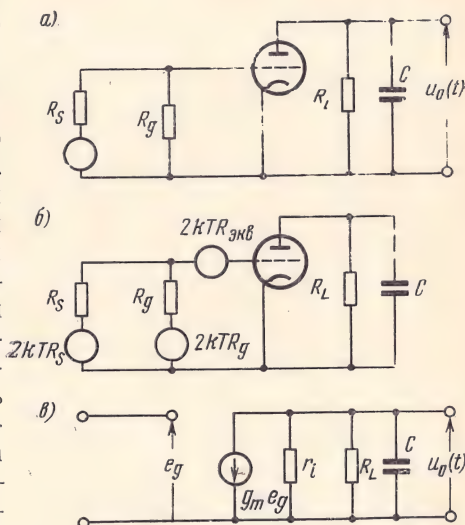 а)
R_s
R_g
R_L
C
u_0(t)
б)
2kTR_экв
R_s
R_g
R_L
C
2kTR_s
2kTR_g
в)
e_g
g_m e_g
r_i
R_L
C
u_0(t)